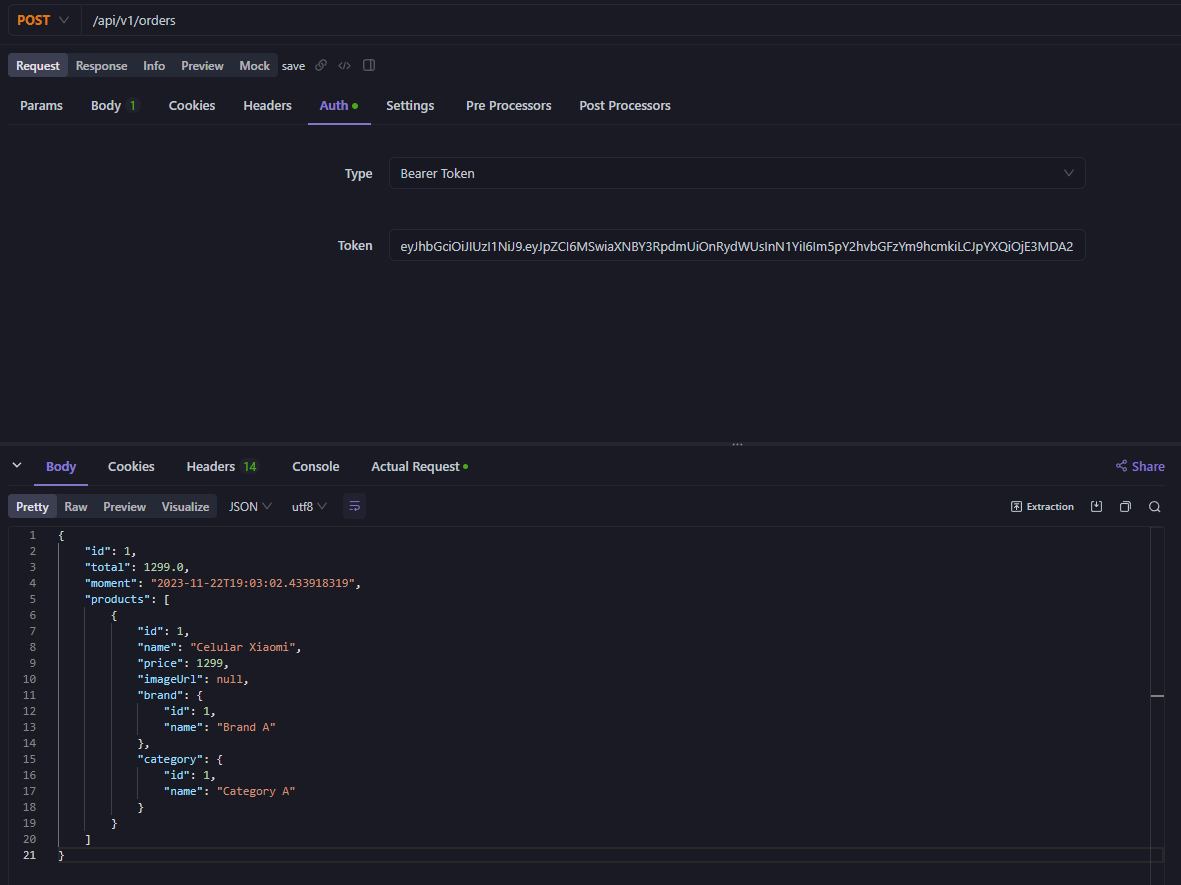 POST /api/v1/orders
Request Response Info Preview Mock save
Params Body 1 Cookies Headers Auth Settings Pre Processors Post Processors
Type Bearer Token
Token eyJhbGciOiJIUzI1NiJ9.eyJpZCI6MSwiaXNBY3RpdmUiOnRydWUsInN1YiI6Im5pY2hvbGFzYm9hcmkiLCJpYXQiOjE3MDA2
Body Cookies Headers 14 Console Actual Request Share
Pretty Raw Preview Visualize JSON utf8 Extraction
1 {
2 "id": 1,
3 "total": 1299.0,
4 "moment": "2023-11-22T19:03:02.433918319",
5 "products": [
6 {
7 "id": 1,
8 "name": "Celular Xiaomi",
9 "price": 1299,
10 "imageUrl": null,
11 "brand": {
12 "id": 1,
13 "name": "Brand A"
14 },
15 "category": {
16 "id": 1,
17 "name": "Category A"
18 }
19 }
20 ]
21 }